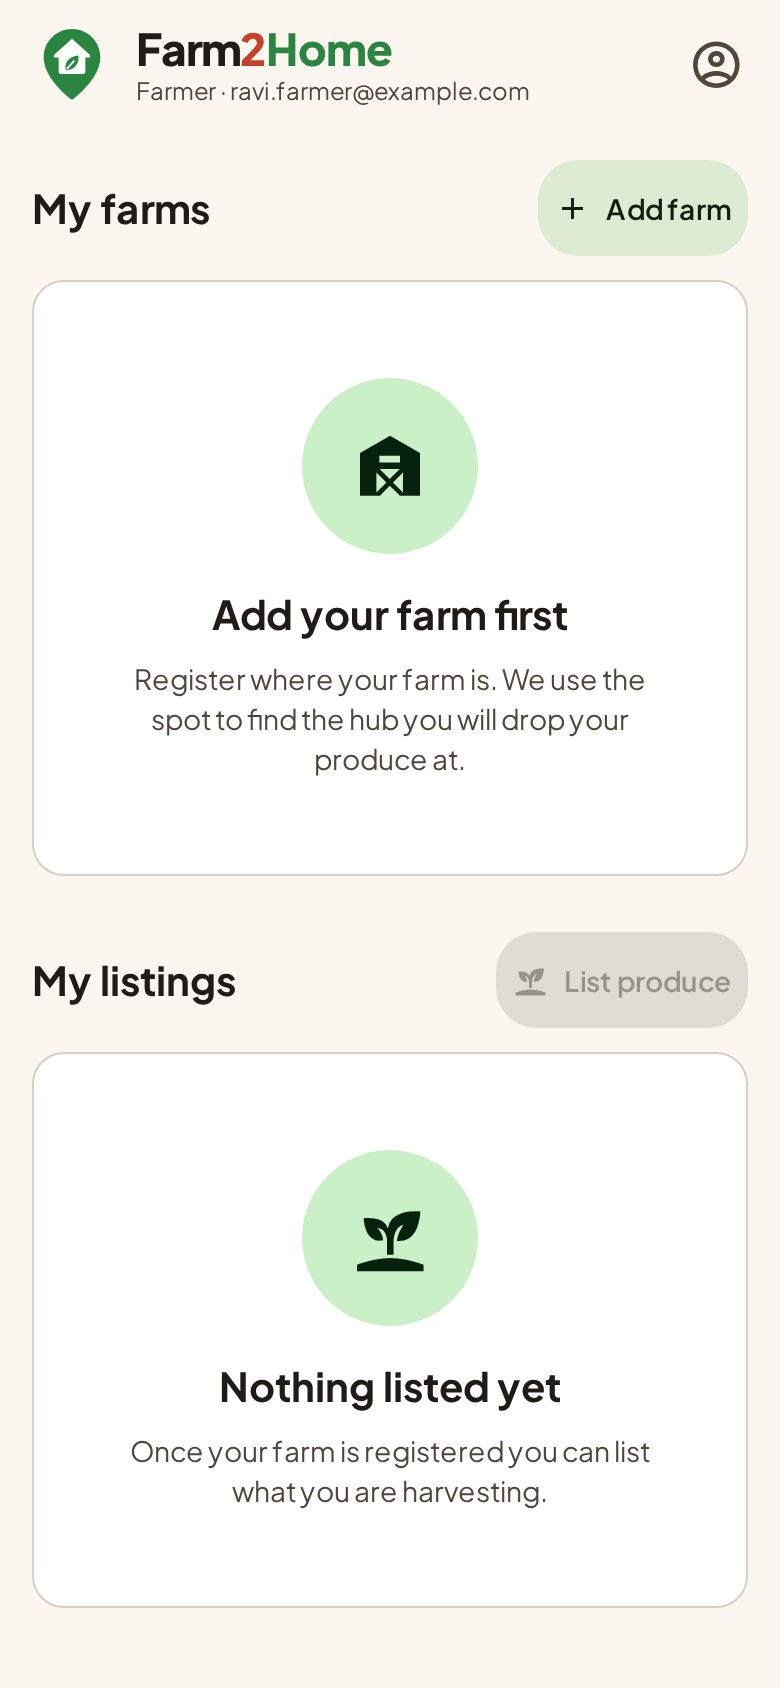 Farm2Home
Farmer · ravi.farmer@example.com
My farms
+ Add farm
Add your farm first
Register where your farm is. We use the
spot to find the hub you will drop your
produce at.
My listings
List produce
Nothing listed yet
Once your farm is registered you can list
what you are harvesting.